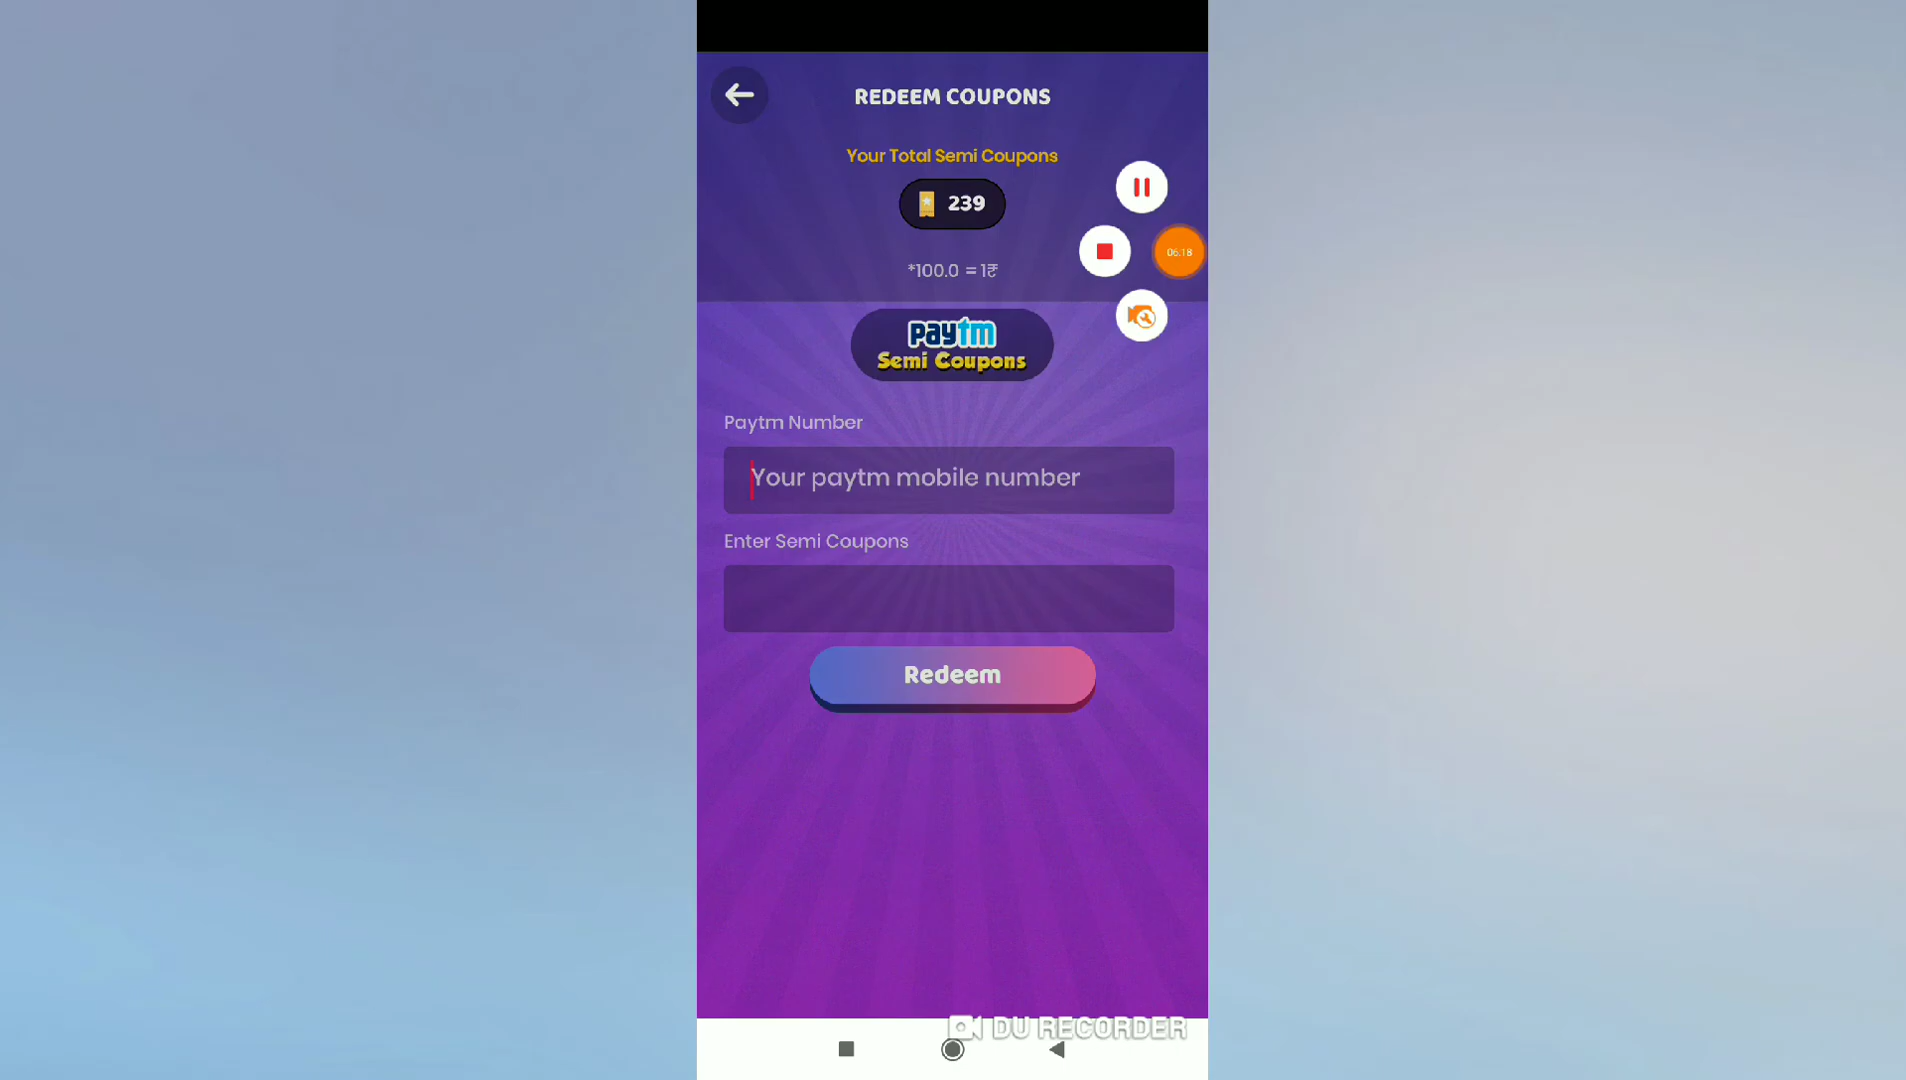 REDEEM COUPONS
Your Total Semi Coupons
239
*100.0 = 1₹
06:18
paytm
Semi Coupons
Paytm Number
Your paytm mobile number
Enter Semi Coupons
Redeem
DU RECORDER